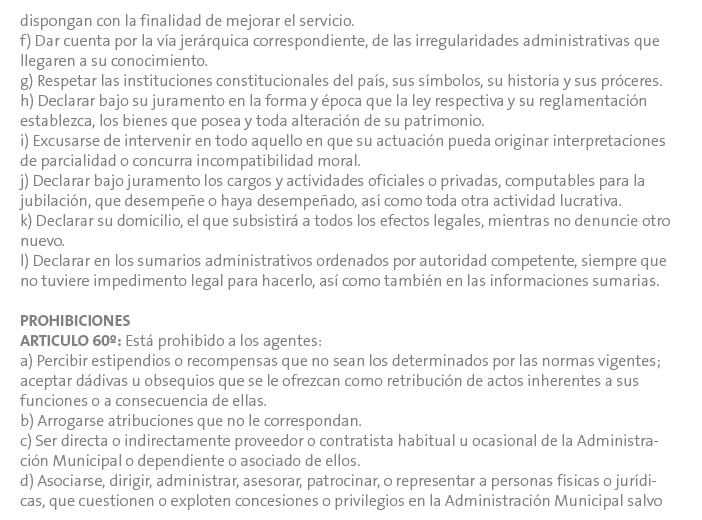 dispongan con la finalidad de mejorar el servicio.
f) Dar cuenta por la vía jerárquica correspondiente, de las irregularidades administrativas que
llegaren a su conocimiento.
g) Respetar las instituciones constitucionales del país, sus símbolos, su historia y sus próceres.
h) Declarar bajo su juramento en la forma y época que la ley respectiva y su reglamentación
establezca, los bienes que posea y toda alteración de su patrimonio.
i) Excusarse de intervenir en todo aquello en que su actuación pueda originar interpretaciones
de parcialidad o concurra incompatibilidad moral.
j) Declarar bajo juramento los cargos y actividades oficiales o privadas, computables para la
jubilación, que desempeñe o haya desempeñado, así como toda otra actividad lucrativa.
k) Declarar su domicilio, el que subsistirá a todos los efectos legales, mientras no denuncie otro
nuevo.
l) Declarar en los sumarios administrativos ordenados por autoridad competente, siempre que
no tuviere impedimento legal para hacerlo, así como también en las informaciones sumarias.
PROHIBICIONES
ARTICULO 60º: Está prohibido a los agentes:
a) Percibir estipendios o recompensas que no sean los determinados por las normas vigentes;
aceptar dádivas u obsequios que se le ofrezcan como retribución de actos inherentes a sus
funciones o a consecuencia de ellas.
b) Arrogarse atribuciones que no le correspondan.
c) Ser directa o indirectamente proveedor o contratista habitual u ocasional de la Administra-
ción Municipal o dependiente o asociado de ellos.
d) Asociarse, dirigir, administrar, asesorar, patrocinar, o representar a personas físicas o jurídi-
cas, que cuestionen o exploten concesiones o privilegios en la Administración Municipal salvo